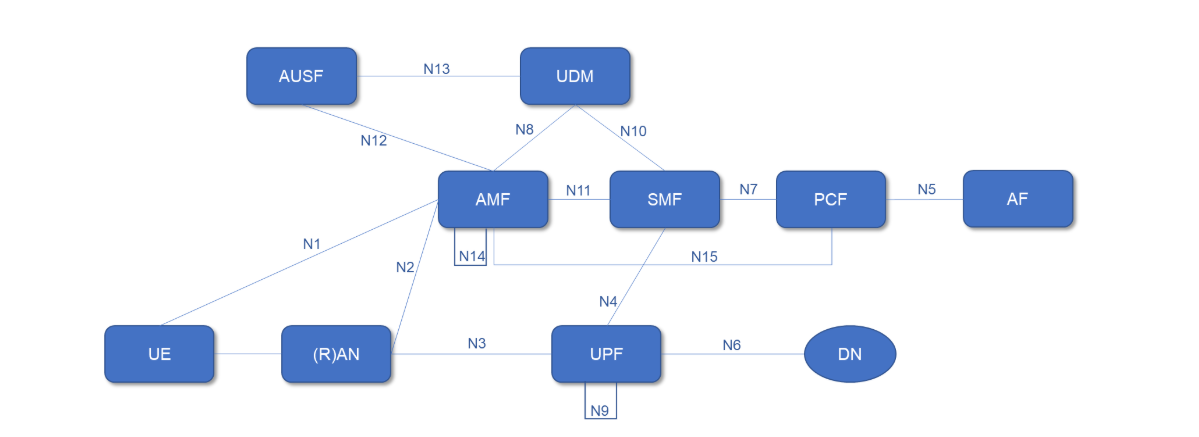 AUSF
N13
UDM
N12
N8
N10
AMF
N11
SMF
N7
PCF
N5
AF
N1
N2
N14
N15
N4
UE
(R)AN
N3
UPF
N6
DN
N9